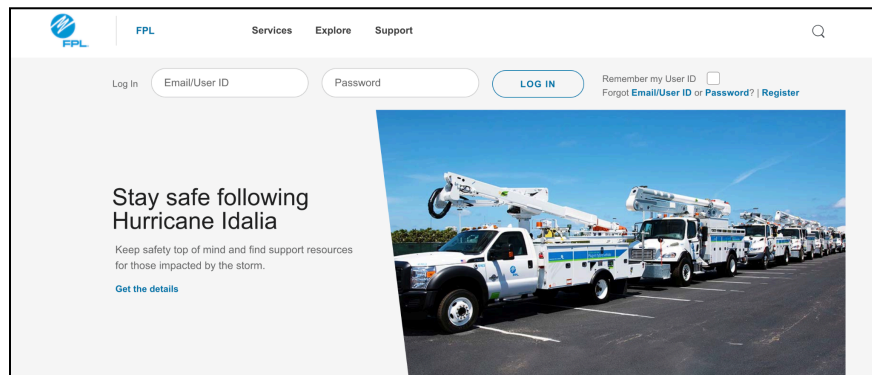 FPL
FPL
Services
Explore
Support
Log In
Email/User ID
Password
LOG IN
Remember my User ID
Forgot Email/User ID or Password? | Register
Stay safe following
Hurricane Idalia
Keep safety top of mind and find support resources
for those impacted by the storm.
Get the details